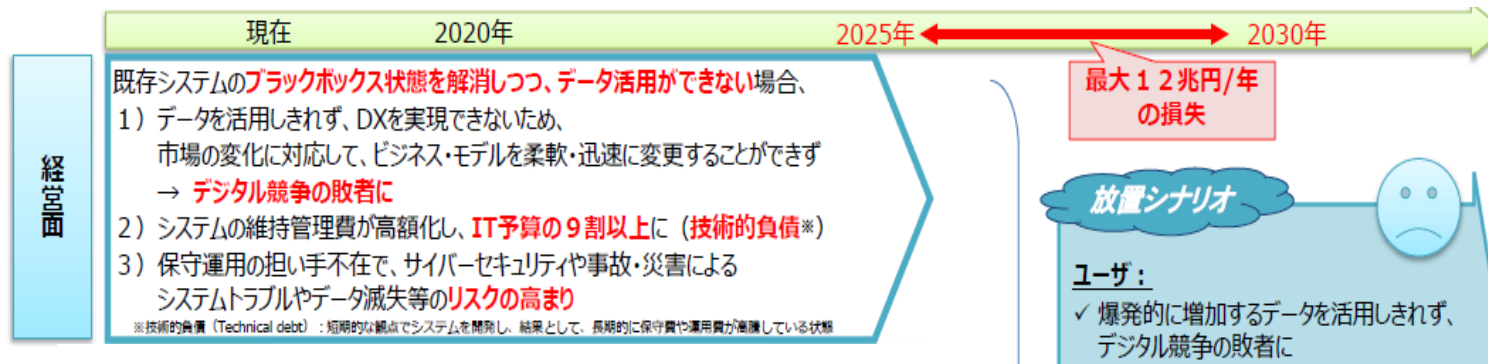 現在 2020年 2025年 2030年
経営面
既存システムのブラックボックス状態を解消しつつ、データ活用ができない場合、
1）データを活用しきれず、DXを実現できないため、
市場の変化に対応して、ビジネス・モデルを柔軟・迅速に変更することができず
→ デジタル競争の敗者に
2）システムの維持管理費が高額化し、IT予算の９割以上に（技術的負債※）
3）保守運用の担い手不在で、サイバーセキュリティや事故・災害による
システムトラブルやデータ滅失等のリスクの高まり
※技術的負債（Technical debt）：短期的な観点でシステムを開発し、結果として、長期的に保守費や運用費が高騰している状態
最大１２兆円/年
の損失
放置シナリオ
ユーザ：
✓ 爆発的に増加するデータを活用しきれず、
デジタル競争の敗者に